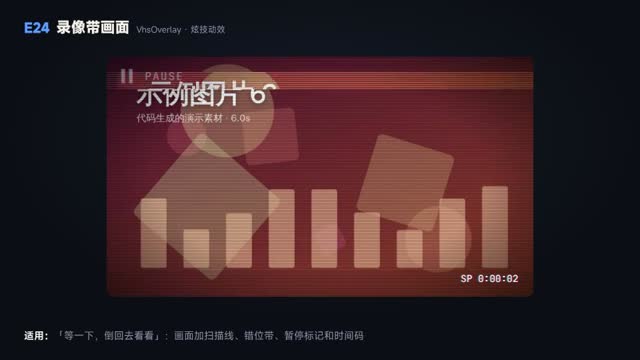 E24 录像带画面 VhsOverlay · 炫技动效
PAUSE
示例图片 6
代码生成的演示素材 · 6.0s
SP 0:00:02
适用：「等一下，倒回去看看」：画面加扫描线、错位带、暂停标记和时间码